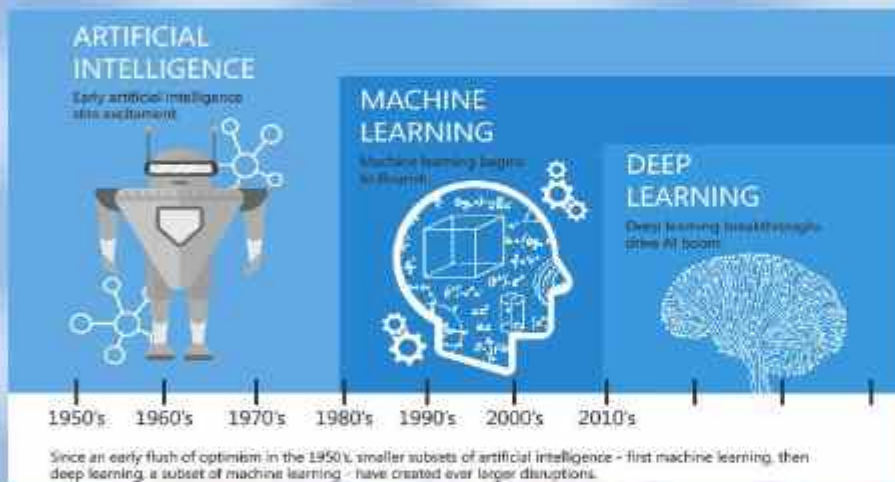 ARTIFICIAL
INTELLIGENCE
Early artificial intelligence
stirs excitement.
MACHINE
LEARNING
Machine learning begins
to flourish.
DEEP
LEARNING
Deep learning breakthroughs
drive AI boom.
1950's 1960's 1970's 1980's 1990's 2000's 2010's
Since an early flush of optimism in the 1950's, smaller subsets of artificial intelligence - first machine learning, then
deep learning, a subset of machine learning - have created ever larger disruptions.